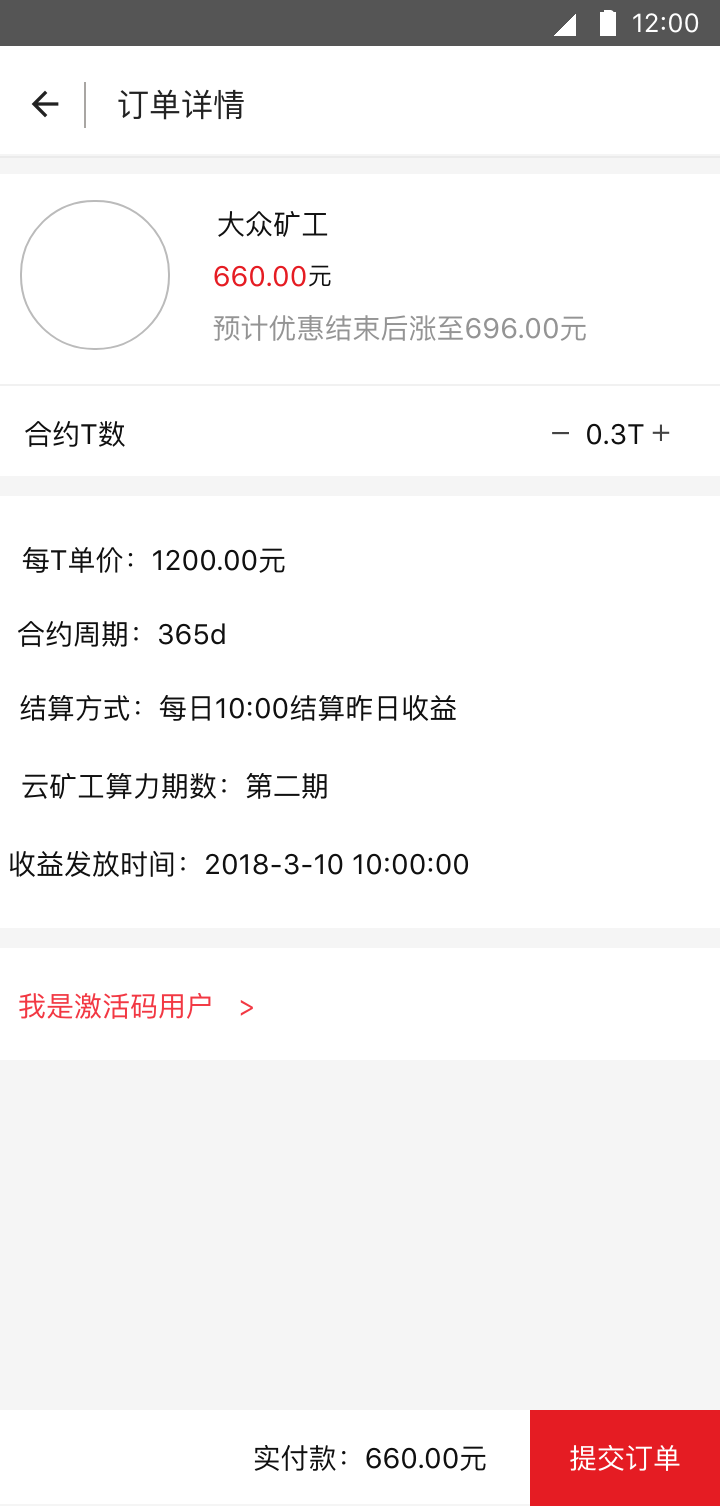 12:00
订单详情
大众矿工
660.00元
预计优惠结束后涨至696.00元
合约T数 − 0.3T +
每T单价：1200.00元
合约周期：365d
结算方式：每日10:00结算昨日收益
云矿工算力期数：第二期
收益发放时间：2018-3-10 10:00:00
我是激活码用户 >
实付款：660.00元 提交订单